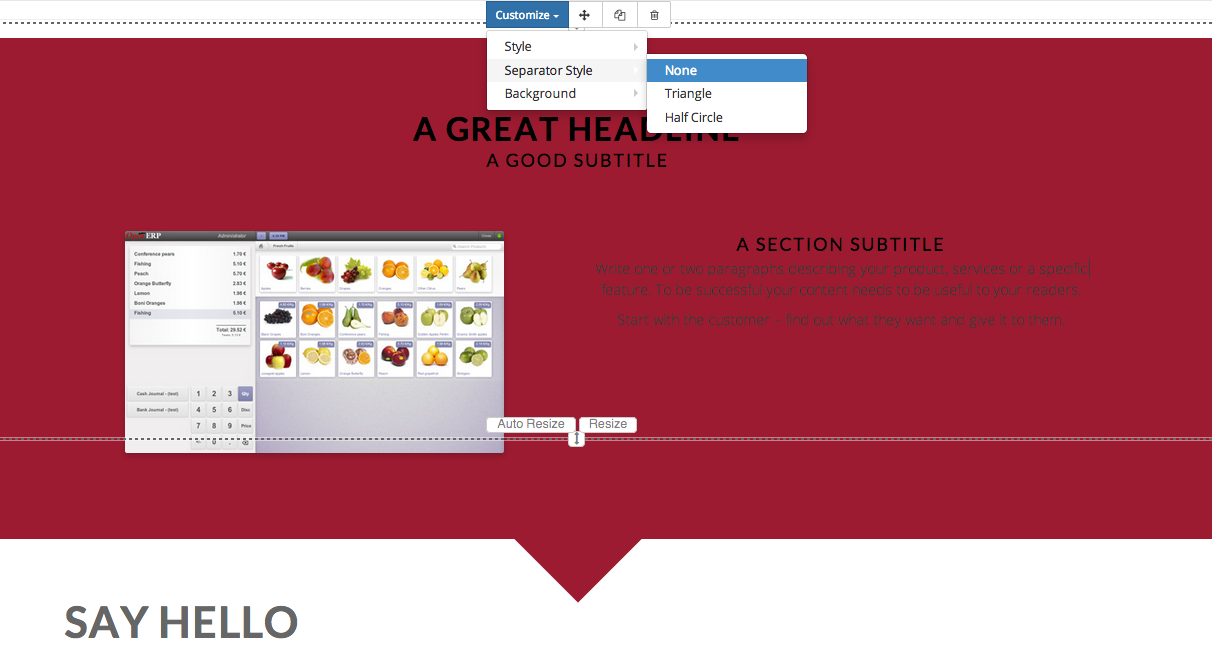 Customize
Style
Separator Style
Background
None
Triangle
Half Circle
A GREAT HEADLINE
A GOOD SUBTITLE
ERP
Administrator
Close
Fresh Fruits
Search Products
Conference pears 1.70 €
Fishing 5.10 €
Peach 5.70 €
Orange Butterfly 2.83 €
Lemon 1.98 €
Boni Oranges 1.98 €
Fishing 5.10 €
Total: 29.52 €
Apples
Berries
Grapes
Oranges
Other Citrus
Pears
Black Grapes
Boni Oranges
Conference pears
Fishing
Golden Apples Perlim
Granny Smith apples
Jonagold apples
Lemon
Orange Butterfly
Peach
Red grapefruit
Cash Journal - (test)
Bank Journal - (test)
1 2 3 Qty
4 5 6 Disc
7 8 9 Price
0 .
A SECTION SUBTITLE
Write one or two paragraphs describing your product, services or a specific
feature. To be successful your content needs to be useful to your readers.
Start with the customer – find out what they want and give it to them.
Auto Resize
Resize
SAY HELLO